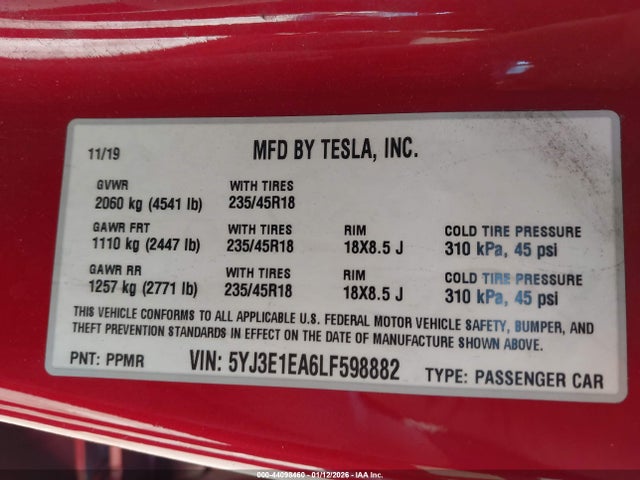 11/19 MFD BY TESLA, INC.
GVWR WITH TIRES
2060 kg (4541 lb) 235/45R18
GAWR FRT WITH TIRES RIM COLD TIRE PRESSURE
1110 kg (2447 lb) 235/45R18 18X8.5 J 310 kPa, 45 psi
GAWR RR WITH TIRES RIM COLD TIRE PRESSURE
1257 kg (2771 lb) 235/45R18 18X8.5 J 310 kPa, 45 psi
THIS VEHICLE CONFORMS TO ALL APPLICABLE U.S. FEDERAL MOTOR VEHICLE SAFETY, BUMPER, AND
THEFT PREVENTION STANDARDS IN EFFECT ON THE DATE OF MANUFACTURE SHOWN ABOVE.
PNT: PPMR VIN: 5YJ3E1EA6LF598882 TYPE: PASSENGER CAR
000-44098460 - 01/12/2026 - IAA Inc.